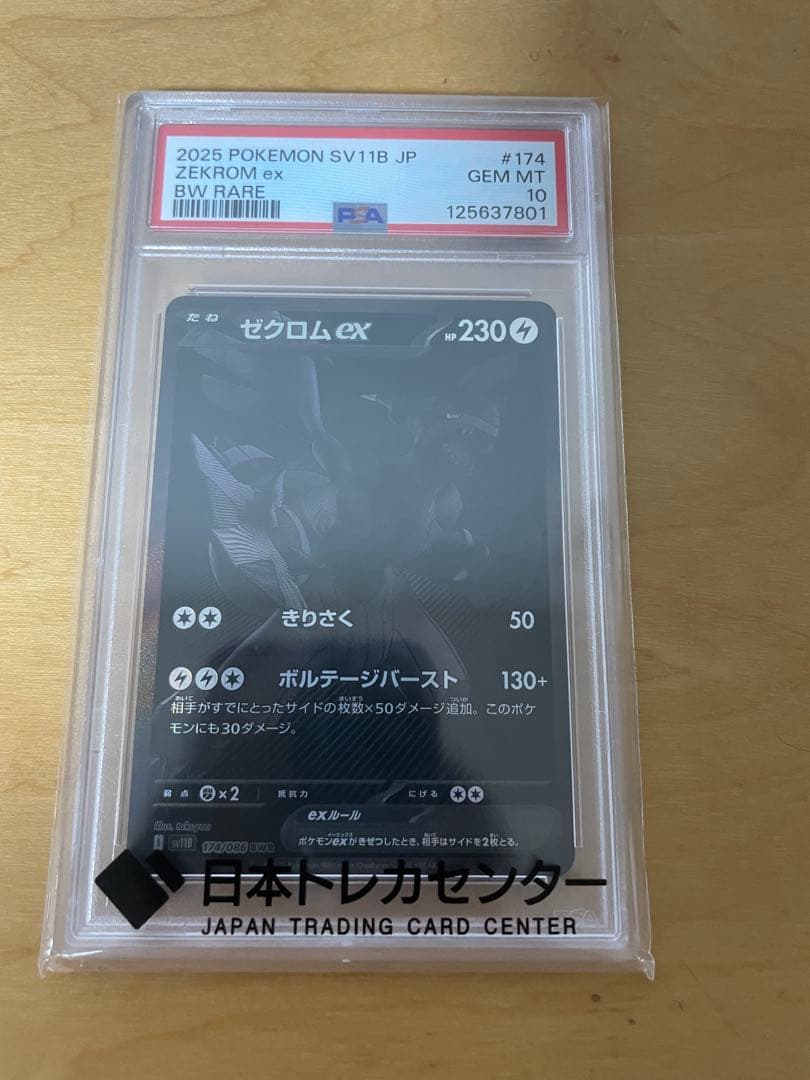 2025 POKEMON SV11B JP #174
ZEKROM ex GEM MT
BW RARE 10
PSA 125637801
たね ゼクロムex HP230
きりさく 50
ボルテージバースト 130+
相手がすでにとったサイドの枚数×50ダメージ追加。このポケ
モンにも30ダメージ。
弱点 ×2 抵抗力 にげる
exルール
ポケモンexがきぜつしたとき、相手はサイドを2枚とる。
Illus. takuyoa
I SV11B 174/086 BWR
日本トレカセンター
JAPAN TRADING CARD CENTER